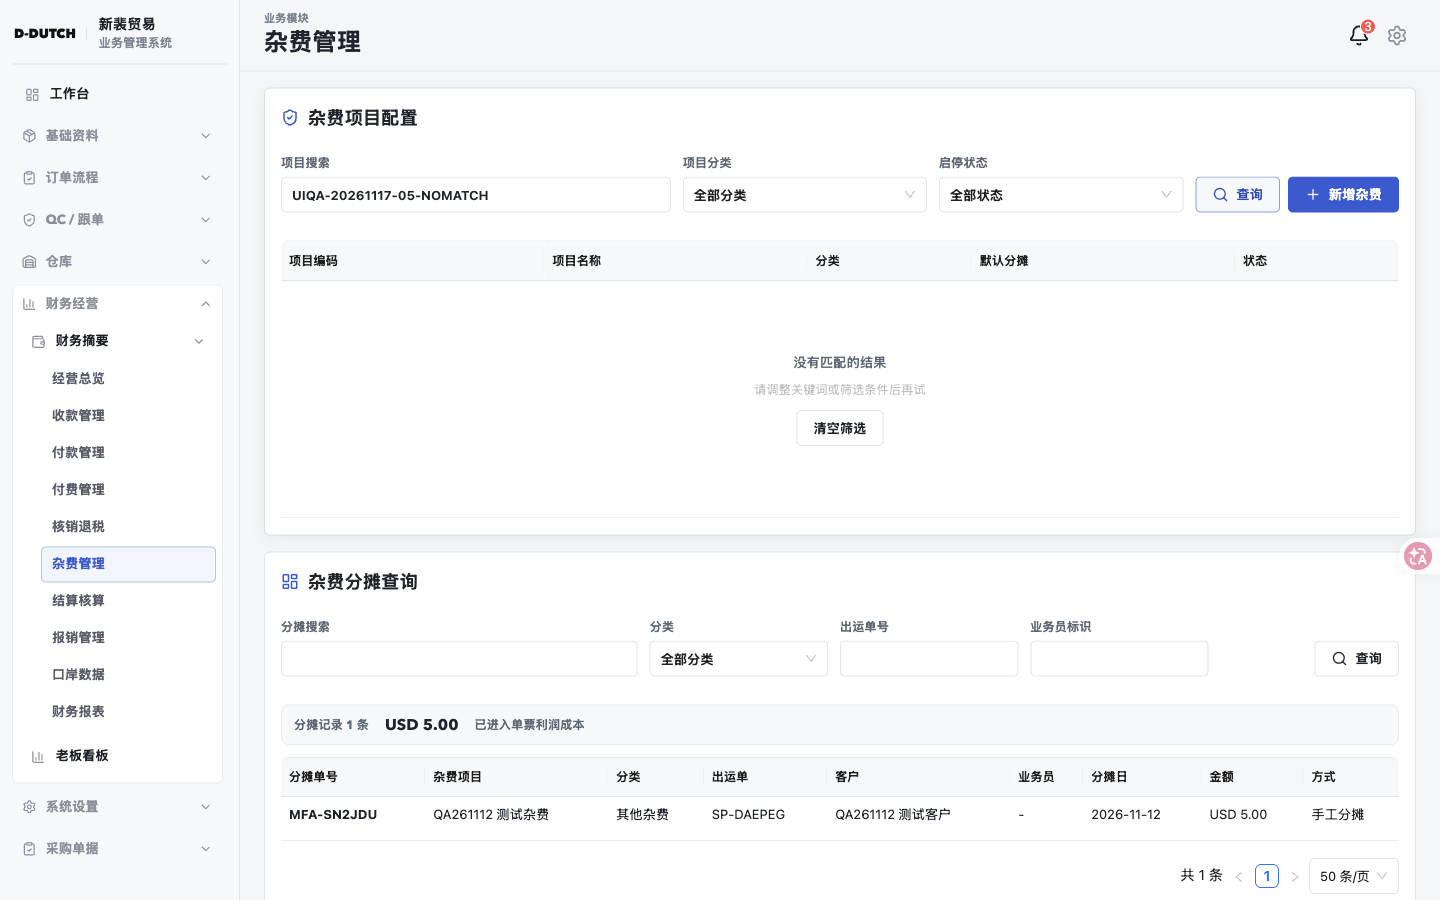 D-DUTCH
新裴贸易
业务管理系统
工作台
基础资料
订单流程
QC / 跟单
仓库
财务经营
财务摘要
经营总览
收款管理
付款管理
付费管理
核销退税
杂费管理
结算核算
报销管理
口岸数据
财务报表
老板看板
系统设置
采购单据
业务模块
杂费管理
3
杂费项目配置
项目搜索 项目分类 启停状态
UIQA-20261117-05-NOMATCH 全部分类 全部状态 查询 新增杂费
项目编码 项目名称 分类 默认分摊 状态
没有匹配的结果
请调整关键词或筛选条件后再试
清空筛选
杂费分摊查询
分摊搜索 分类 出运单号 业务员标识
全部分类 查询
分摊记录 1 条 USD 5.00 已进入单票利润成本
分摊单号 杂费项目 分类 出运单 客户 业务员 分摊日 金额 方式
MFA-SN2JDU QA261112 测试杂费 其他杂费 SP-DAEPEG QA261112 测试客户 - 2026-11-12 USD 5.00 手工分摊
共 1 条 1 50 条/页